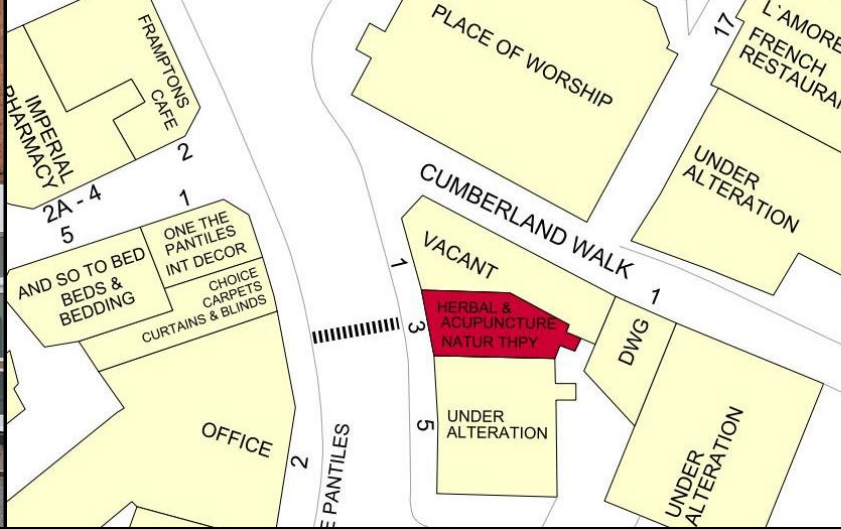 FRAMPTONS
CAFE
2
IMPERIAL
PHARMACY
2A - 4
5
1
ONE THE
PANTILES
INT DECOR
AND SO TO BED
BEDS &
BEDDING
CHOICE
CARPETS
CURTAINS & BLINDS
OFFICE
2
PANTILES
PLACE OF WORSHIP
17
L'AMORE
FRENCH
UNDER
ALTERATION
CUMBERLAND WALK
1
VACANT
1
HERBAL &
ACUPUNCTURE
NATUR THPY
3
DWG
5
UNDER
ALTERATION
UNDER
ALTERATION